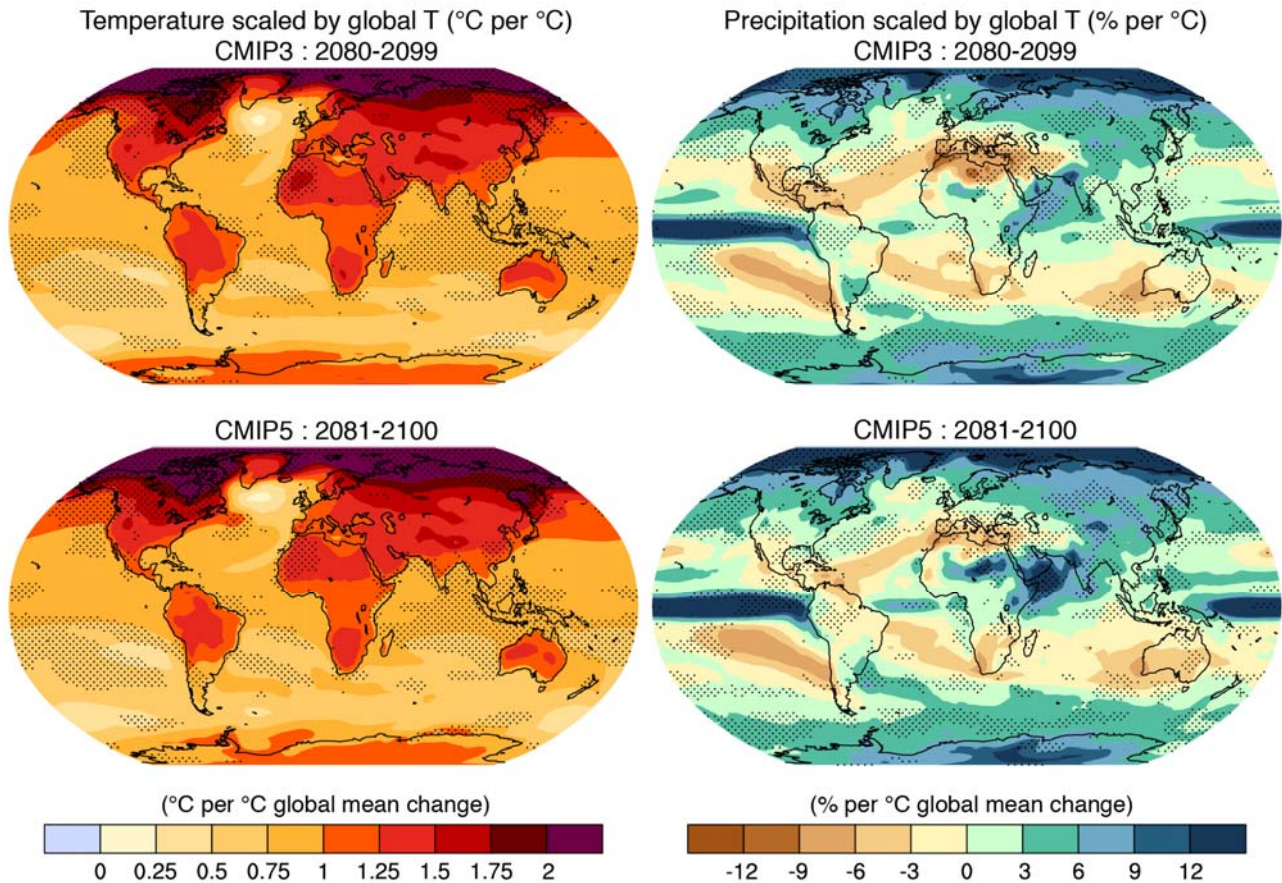 Temperature scaled by global T (°C per °C)
CMIP3 : 2080-2099
Precipitation scaled by global T (% per °C)
CMIP3 : 2080-2099
CMIP5 : 2081-2100
CMIP5 : 2081-2100
(°C per °C global mean change)
0 0.25 0.5 0.75 1 1.25 1.5 1.75 2
(% per °C global mean change)
-12 -9 -6 -3 0 3 6 9 12